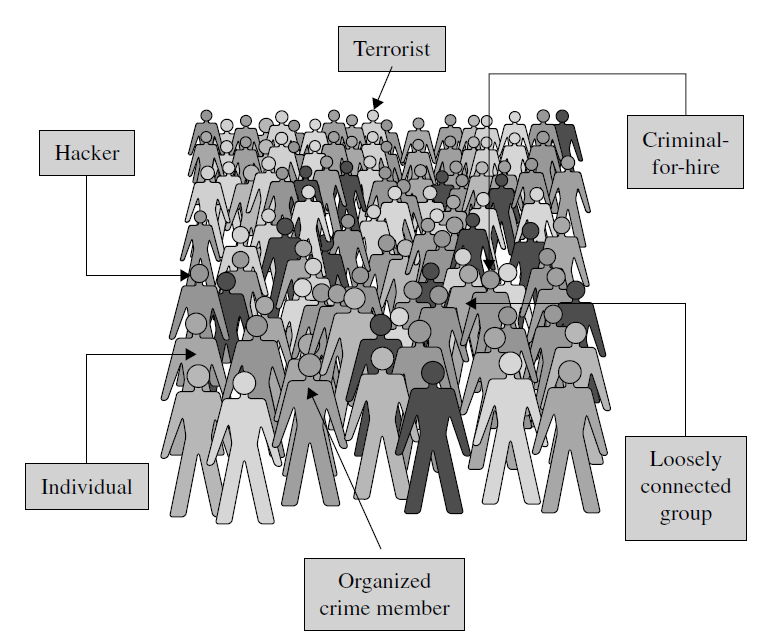 Terrorist
Hacker
Criminal-
for-hire
Individual
Loosely
connected
group
Organized
crime member